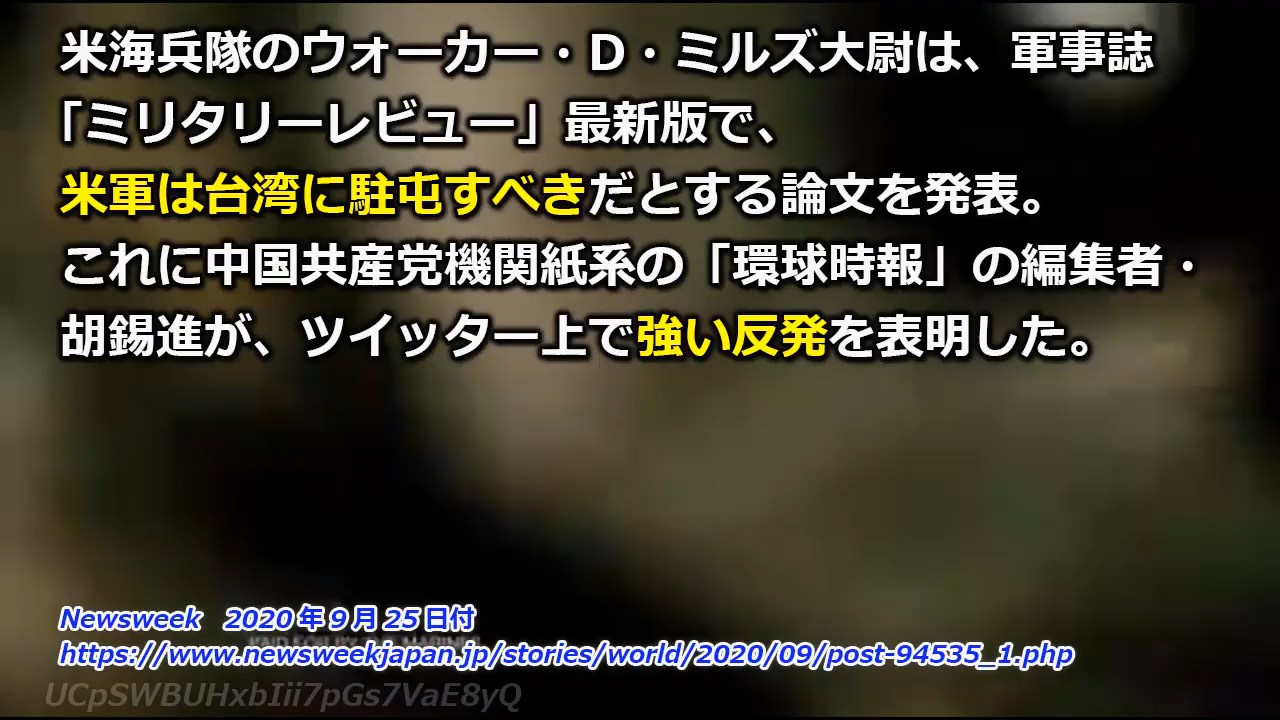 米海兵隊のウォーカー・D・ミルズ大尉は、軍事誌
「ミリタリーレビュー」最新版で、
米軍は台湾に駐屯すべきだとする論文を発表。
これに中国共産党機関紙系の「環球時報」の編集者・
胡錫進が、ツイッター上で強い反発を表明した。
Newsweek　2020年9月25日付
https://www.newsweekjapan.jp/stories/world/2020/09/post-94535_1.php
UCpSWBUHxbIii7pGs7VaE8yQ